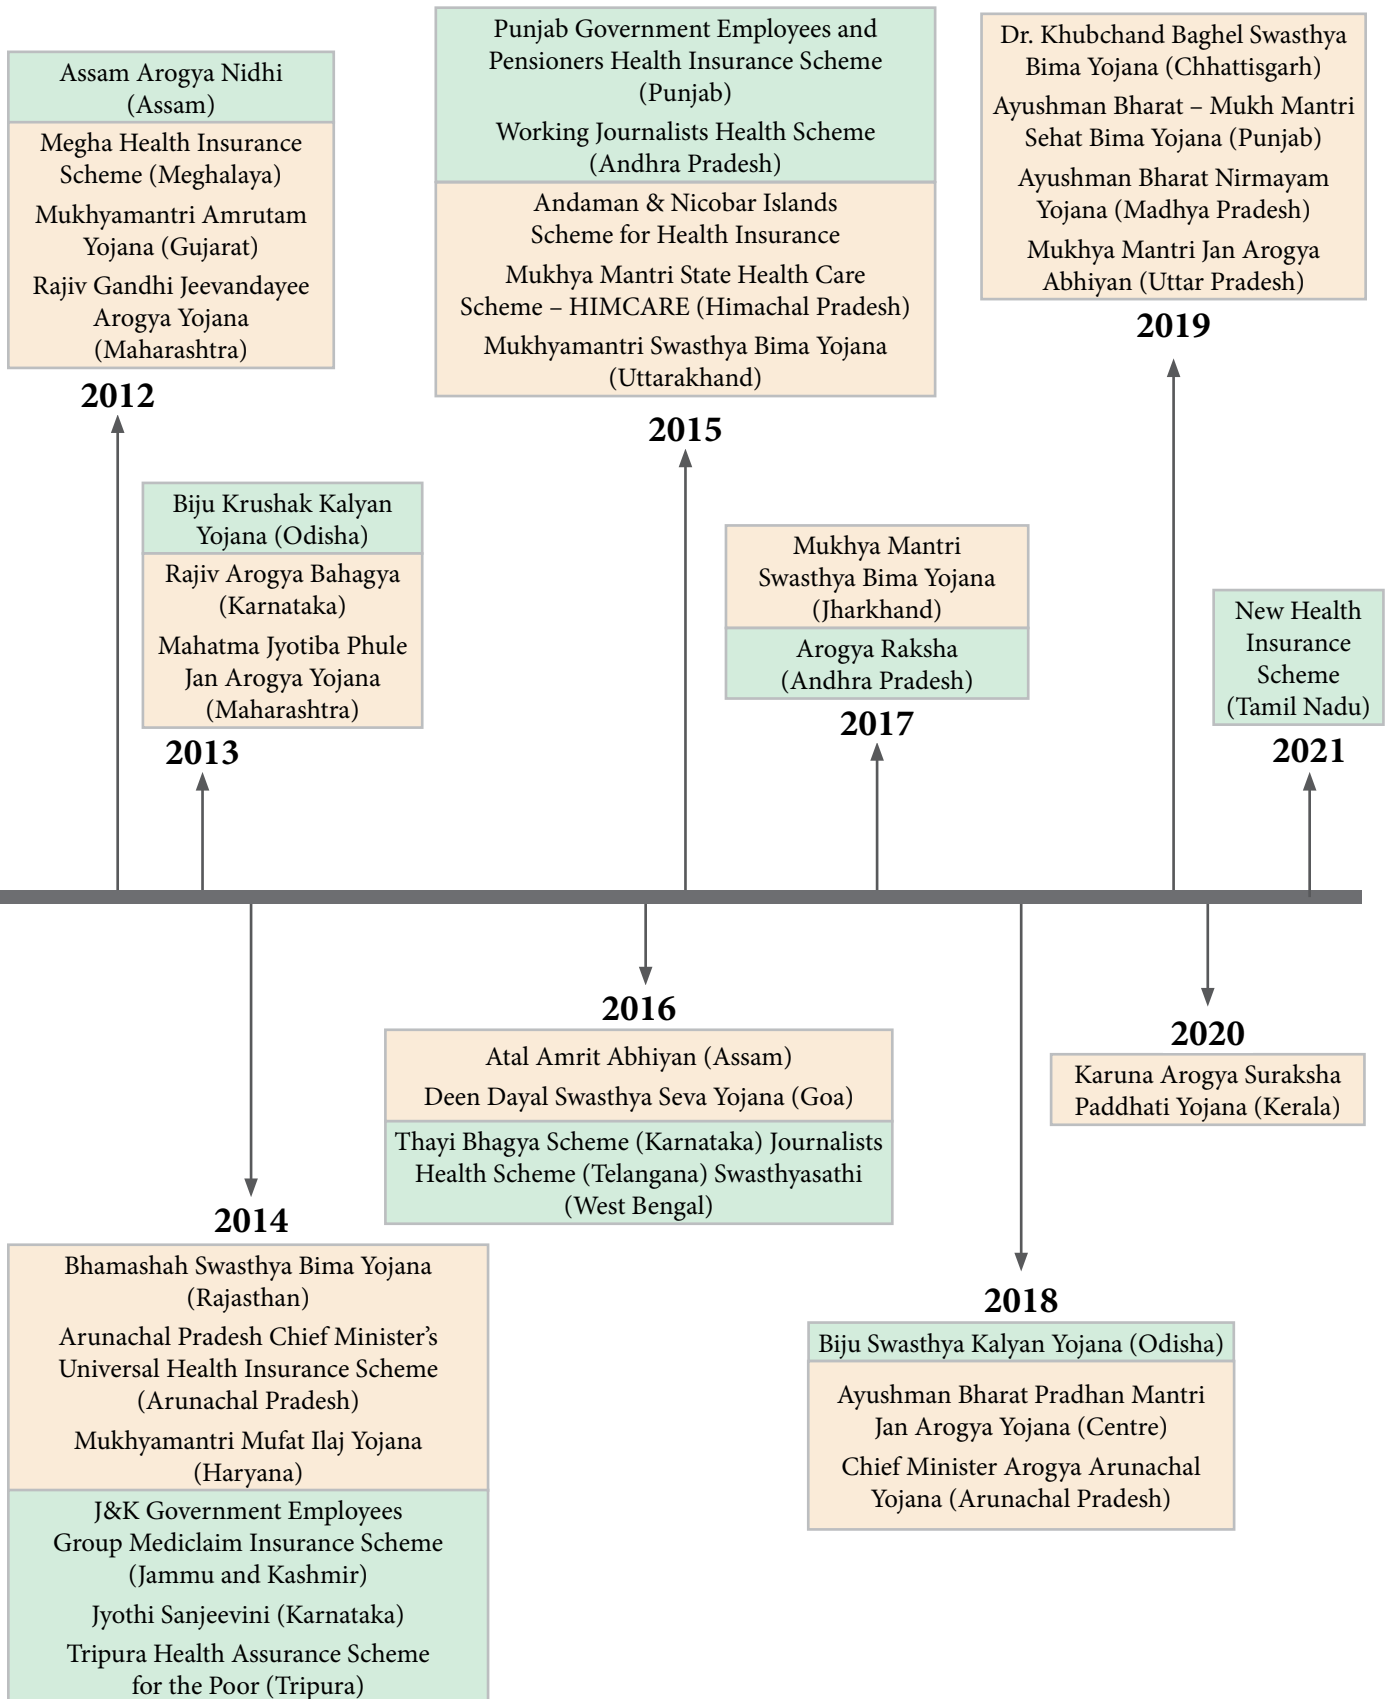 Assam Arogya Nidhi
(Assam)
Megha Health Insurance
Scheme (Meghalaya)
Mukhyamantri Amrutam
Yojana (Gujarat)
Rajiv Gandhi Jeevandayee
Arogya Yojana
(Maharashtra)
2012
Biju Krushak Kalyan
Yojana (Odisha)
Rajiv Arogya Bahagya
(Karnataka)
Mahatma Jyotiba Phule
Jan Arogya Yojana
(Maharashtra)
2013
Punjab Government Employees and
Pensioners Health Insurance Scheme
(Punjab)
Working Journalists Health Scheme
(Andhra Pradesh)
Andaman & Nicobar Islands
Scheme for Health Insurance
Mukhya Mantri State Health Care
Scheme – HIMCARE (Himachal Pradesh)
Mukhyamantri Swasthya Bima Yojana
(Uttarakhand)
2015
Mukhya Mantri
Swasthya Bima Yojana
(Jharkhand)
Arogya Raksha
(Andhra Pradesh)
2017
Dr. Khubchand Baghel Swasthya
Bima Yojana (Chhattisgarh)
Ayushman Bharat – Mukh Mantri
Sehat Bima Yojana (Punjab)
Ayushman Bharat Nirmayam
Yojana (Madhya Pradesh)
Mukhya Mantri Jan Arogya
Abhiyan (Uttar Pradesh)
2019
New Health
Insurance
Scheme
(Tamil Nadu)
2021
2014
Bhamashah Swasthya Bima Yojana
(Rajasthan)
Arunachal Pradesh Chief Minister’s
Universal Health Insurance Scheme
(Arunachal Pradesh)
Mukhyamantri Mufat Ilaj Yojana
(Haryana)
J&K Government Employees
Group Mediclaim Insurance Scheme
(Jammu and Kashmir)
Jyothi Sanjeevini (Karnataka)
Tripura Health Assurance Scheme
for the Poor (Tripura)
2016
Atal Amrit Abhiyan (Assam)
Deen Dayal Swasthya Seva Yojana (Goa)
Thayi Bhagya Scheme (Karnataka) Journalists
Health Scheme (Telangana) Swasthyasathi
(West Bengal)
2018
Biju Swasthya Kalyan Yojana (Odisha)
Ayushman Bharat Pradhan Mantri
Jan Arogya Yojana (Centre)
Chief Minister Arogya Arunachal
Yojana (Arunachal Pradesh)
2020
Karuna Arogya Suraksha
Paddhati Yojana (Kerala)